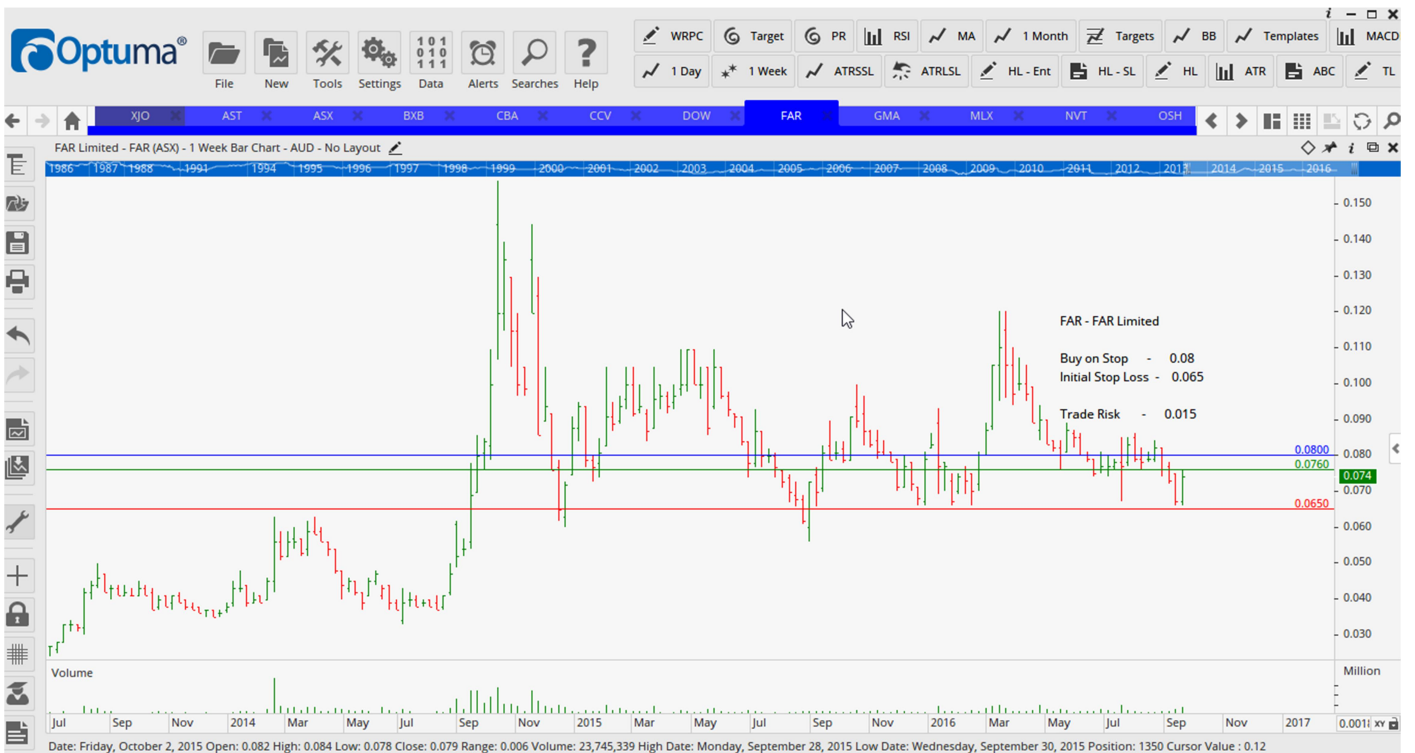 i
Optuma®
File New Tools Settings Data Alerts Searches Help
101
010
111
WRPC Target PR RSI MA 1 Month Targets BB Templates MACD
1 Day 1 Week ATRSSL ATRLSL HL - Ent HL - SL HL ATR ABC TL
XJO AST ASX BXB CBA CCV DOW FAR GMA MLX NVT OSH
FAR Limited - FAR (ASX) - 1 Week Bar Chart - AUD - No Layout
1986 1987 1988 1991 1994 1995 1996 1997 1998 1999 2000 2001 2002 2003 2004 2005 2006 2007 2008 2009 2010 2011 2012 2013 2014 2015 2016
0.150
0.140
0.130
0.120
FAR - FAR Limited
0.110
Buy on Stop - 0.08
Initial Stop Loss - 0.065
0.100
Trade Risk - 0.015
0.090
0.0800
0.080
0.0760
0.074
0.070
0.0650
0.060
0.050
0.040
0.030
Volume
Million
Jul Sep Nov 2014 Mar May Jul Sep Nov 2015 Mar May Jul Sep Nov 2016 Mar May Jul Sep Nov 2017
XY
Date: Friday, October 2, 2015 Open: 0.082 High: 0.084 Low: 0.078 Close: 0.079 Range: 0.006 Volume: 23,745,339 High Date: Monday, September 28, 2015 Low Date: Wednesday, September 30, 2015 Position: 1350 Cursor Value : 0.12